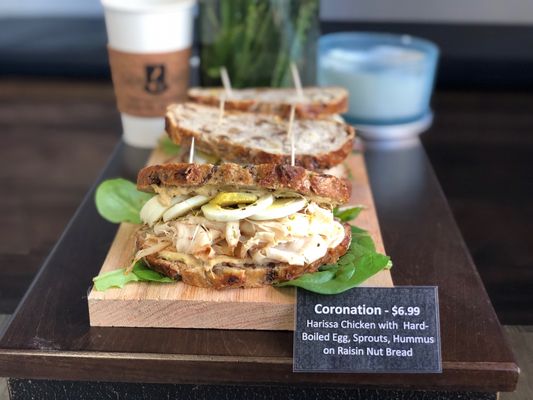 Coronation - $6.99
Harissa Chicken with Hard-
Boiled Egg, Sprouts, Hummus
on Raisin Nut Bread